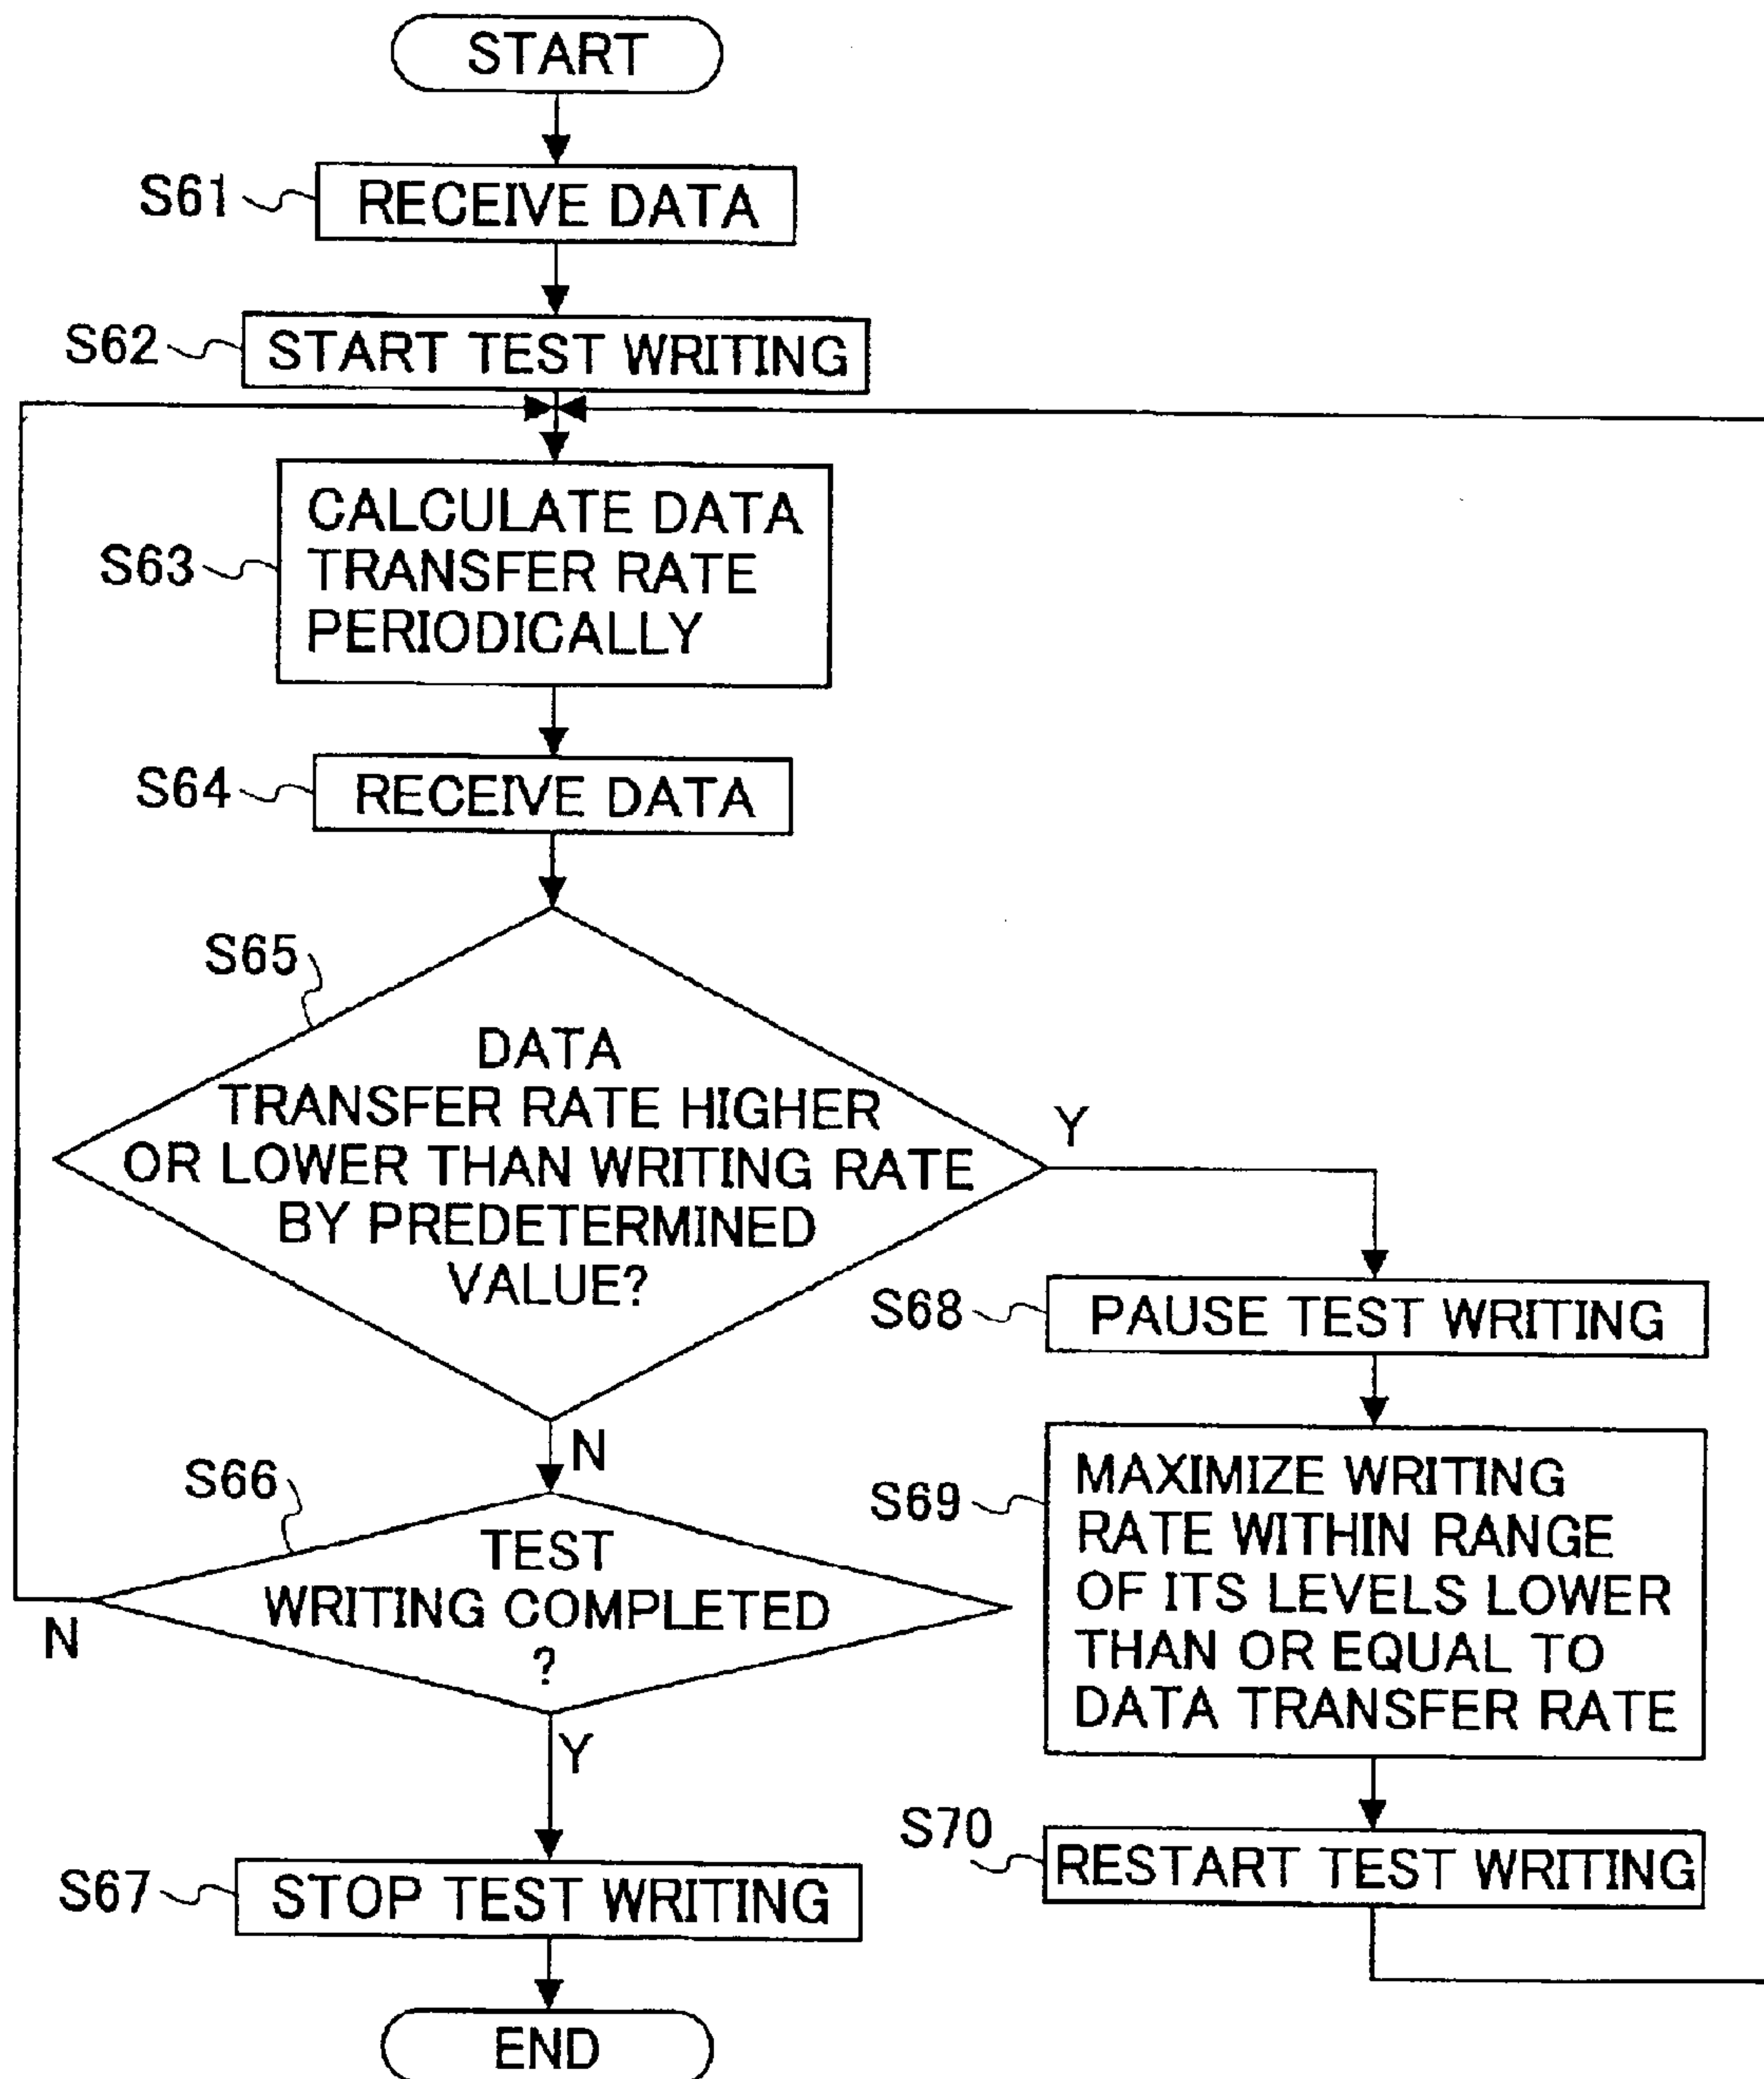 START
S61
RECEIVE DATA
S62
START TEST WRITING
S63
CALCULATE DATA
TRANSFER RATE
PERIODICALLY
S64
RECEIVE DATA
S65
DATA
TRANSFER RATE HIGHER
OR LOWER THAN WRITING RATE
BY PREDETERMINED
VALUE?
Y
N
S66
TEST
WRITING COMPLETED
?
N
Y
S67
STOP TEST WRITING
END
S68
PAUSE TEST WRITING
S69
MAXIMIZE WRITING
RATE WITHIN RANGE
OF ITS LEVELS LOWER
THAN OR EQUAL TO
DATA TRANSFER RATE
S70
RESTART TEST WRITING